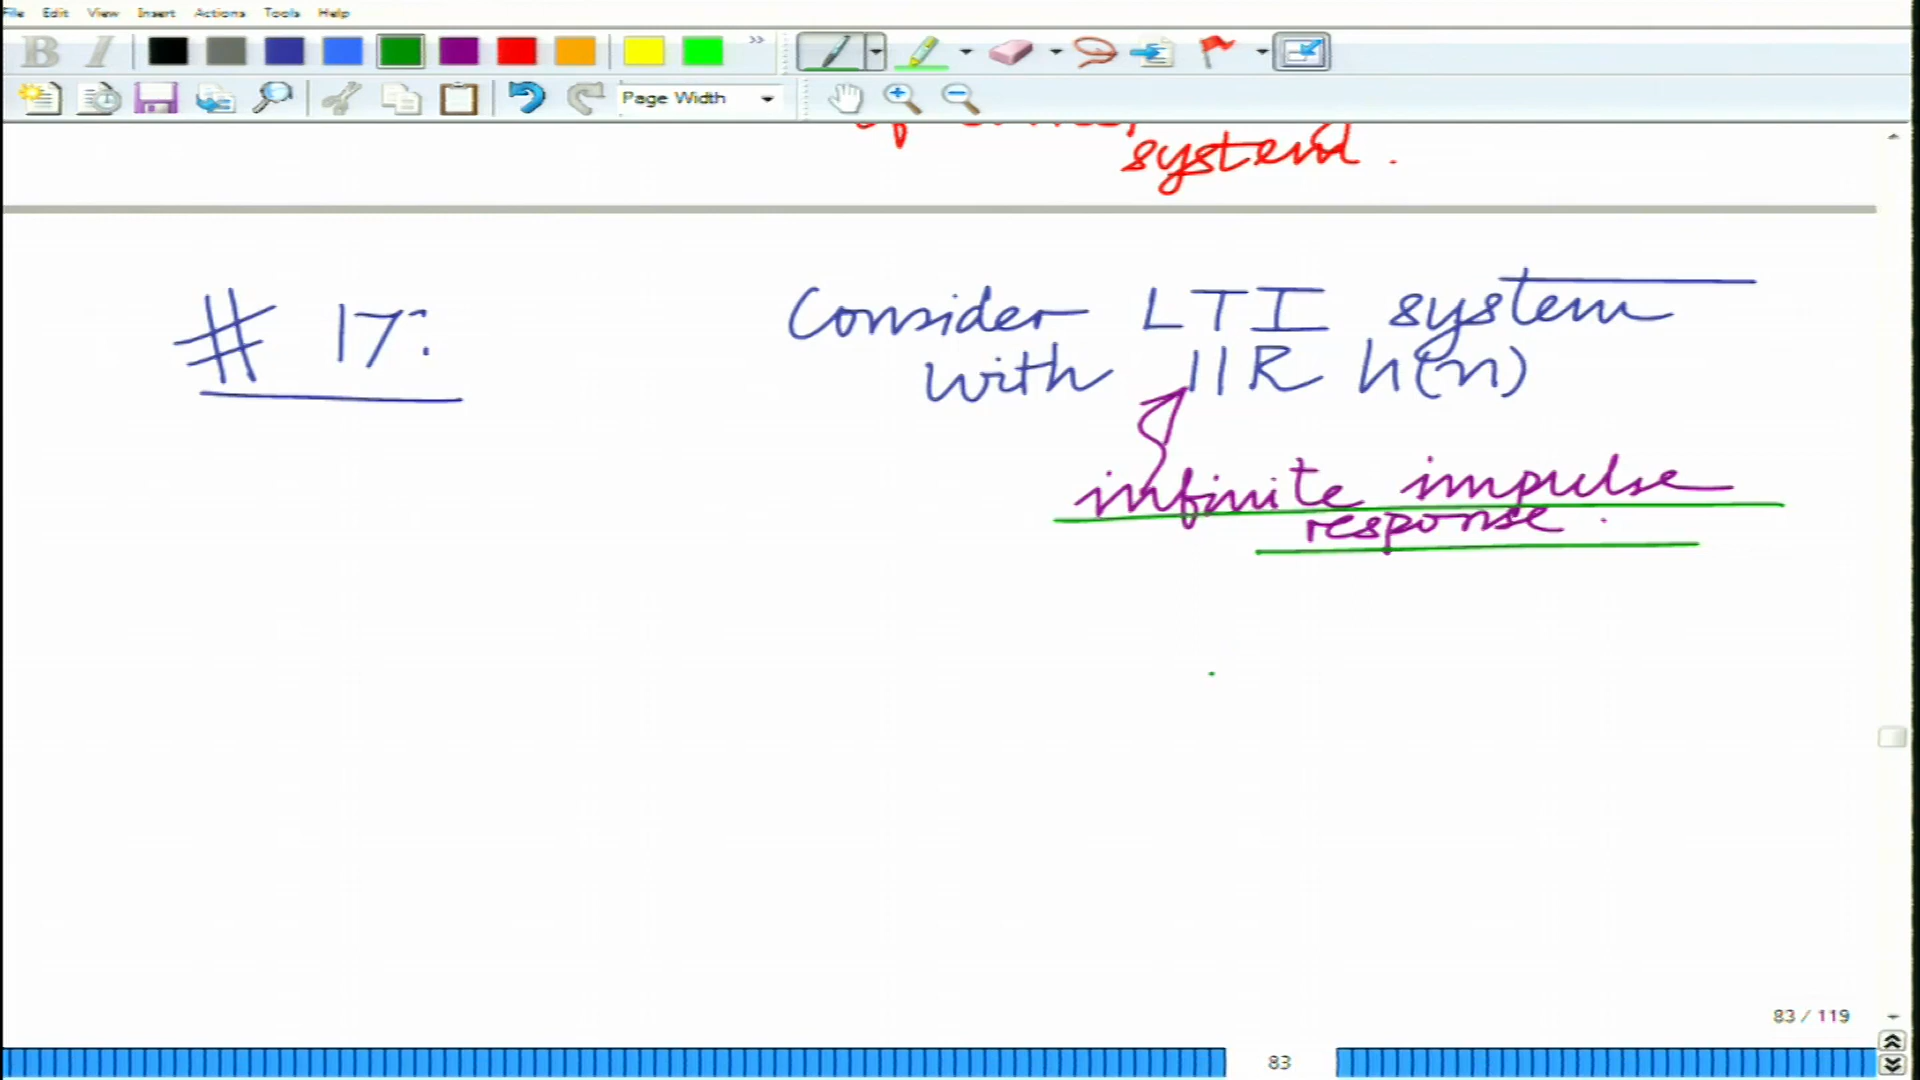 File Edit View Insert Actions Tools Help
B I
Page Width
system.
# 17:
Consider LTI system
with IIR h(n)
infinite impulse
response.
83 / 119
83